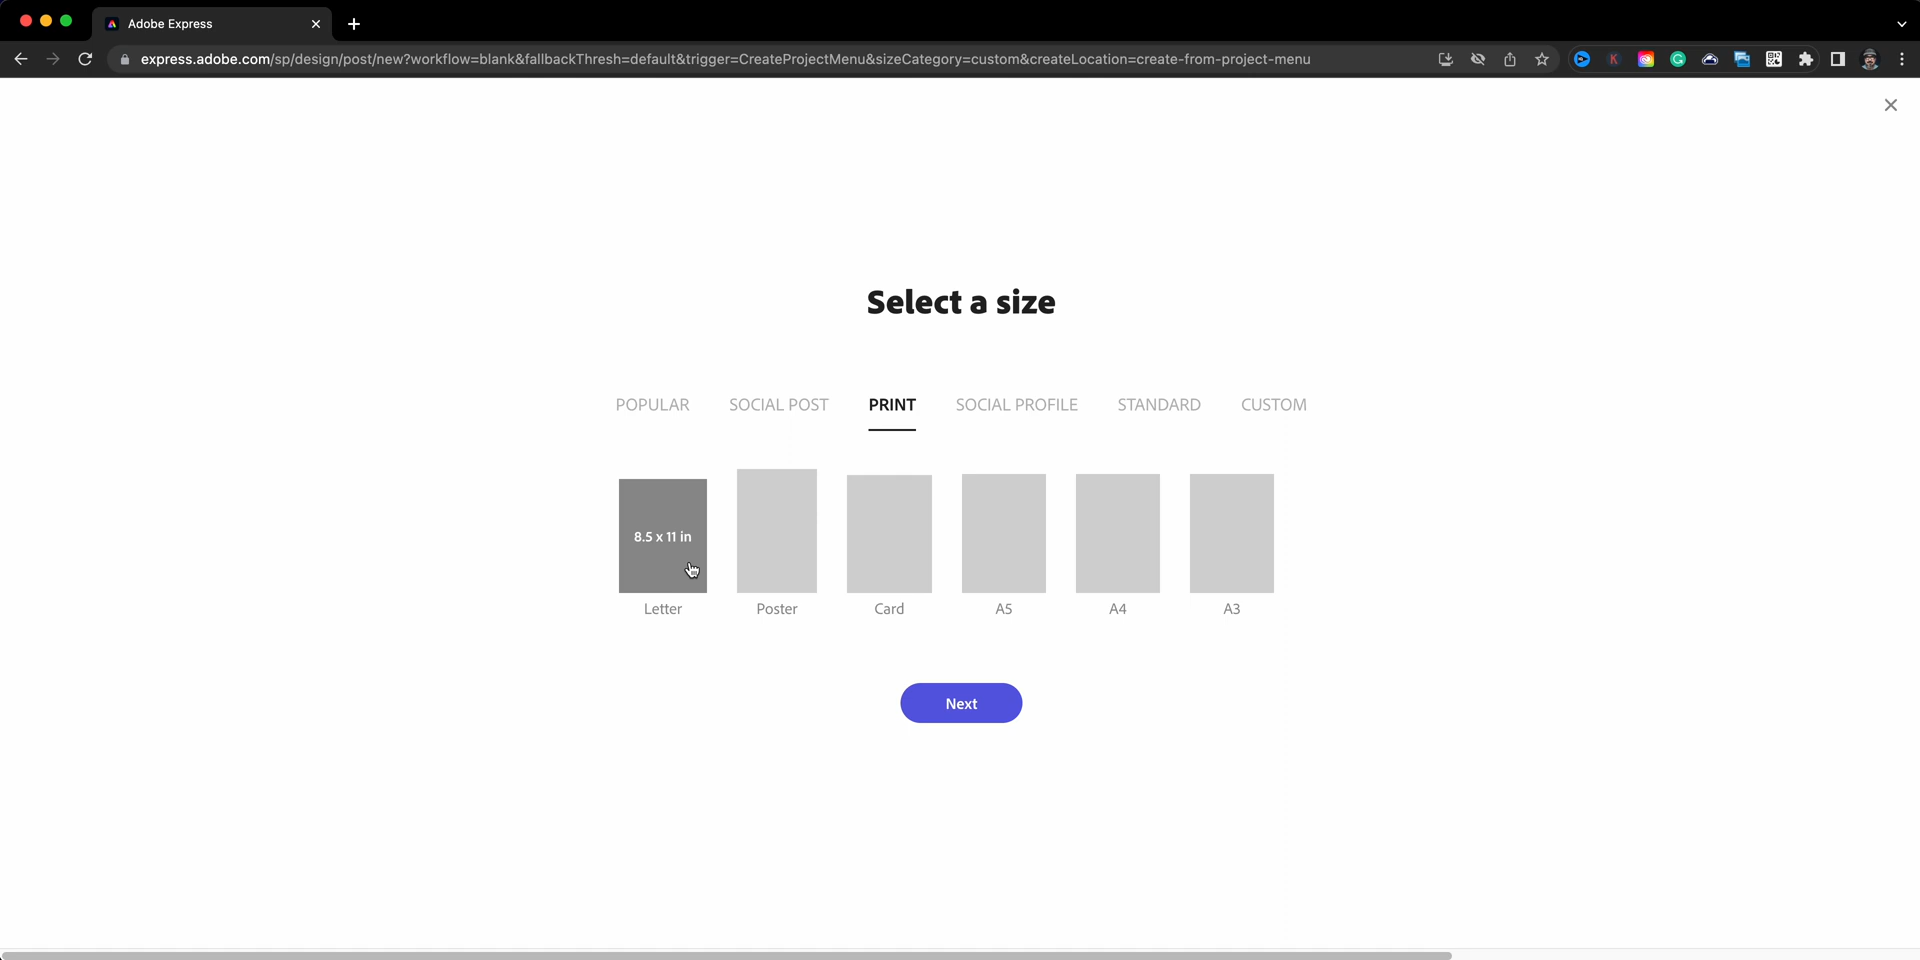 Adobe Express
express.adobe.com/sp/design/post/new?workflow=blank&fallbackThresh=default&trigger=CreateProjectMenu&sizeCategory=custom&createLocation=create-from-project-menu
Select a size
POPULAR SOCIAL POST PRINT SOCIAL PROFILE STANDARD CUSTOM
8.5 x 11 in
Letter Poster Card A5 A4 A3
Next